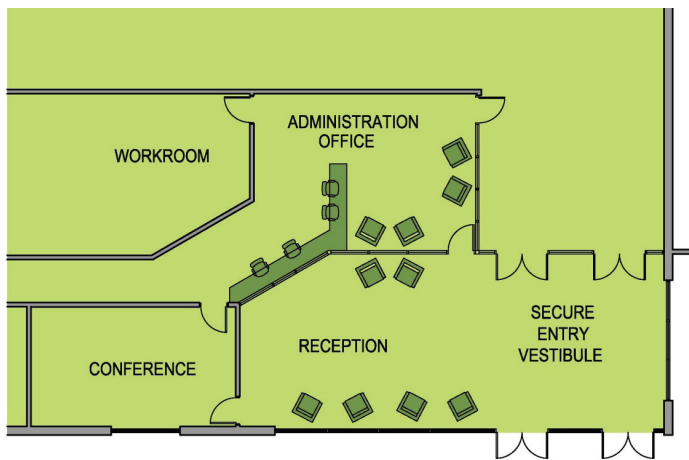 ADMINISTRATION
OFFICE
WORKROOM
SECURE
ENTRY
VESTIBULE
RECEPTION
CONFERENCE